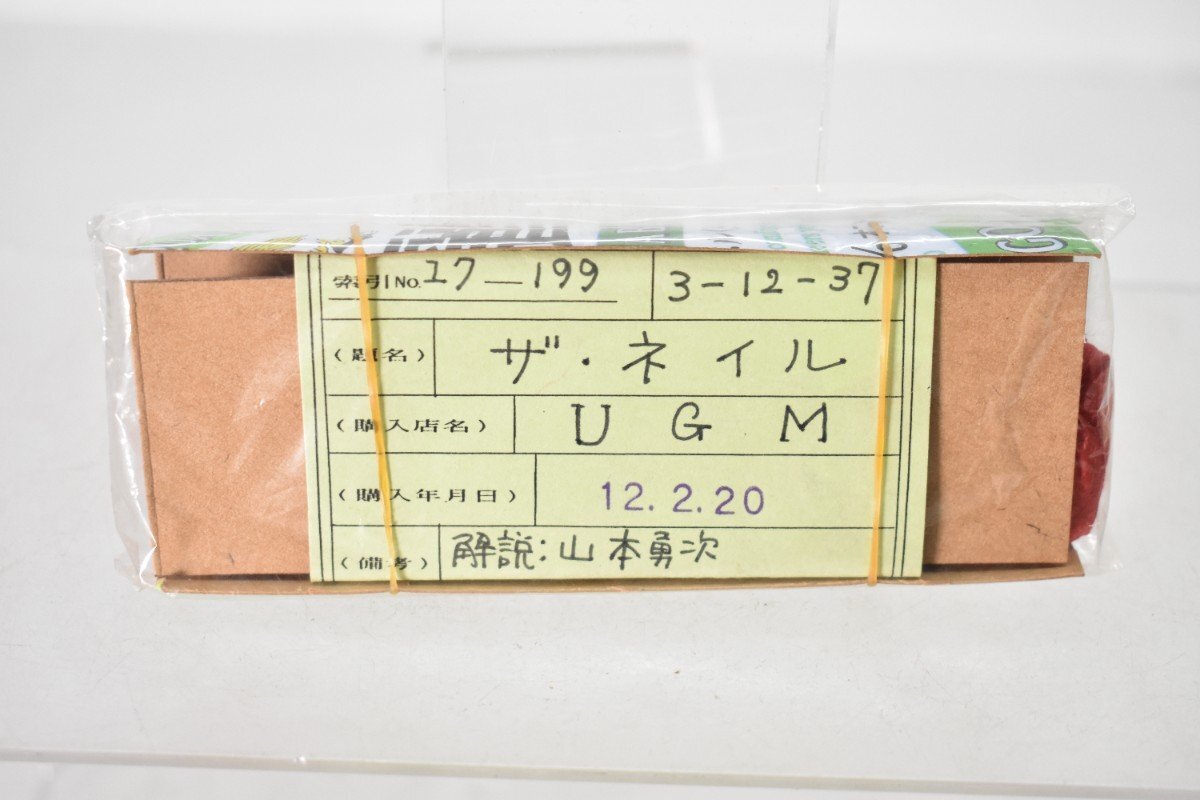 索引No. 27-199 3-12-37
(題名) ザ・ネイル
(購入店名) U G M
(購入年月日) 12.2.20
(備考) 解説:山本勇次